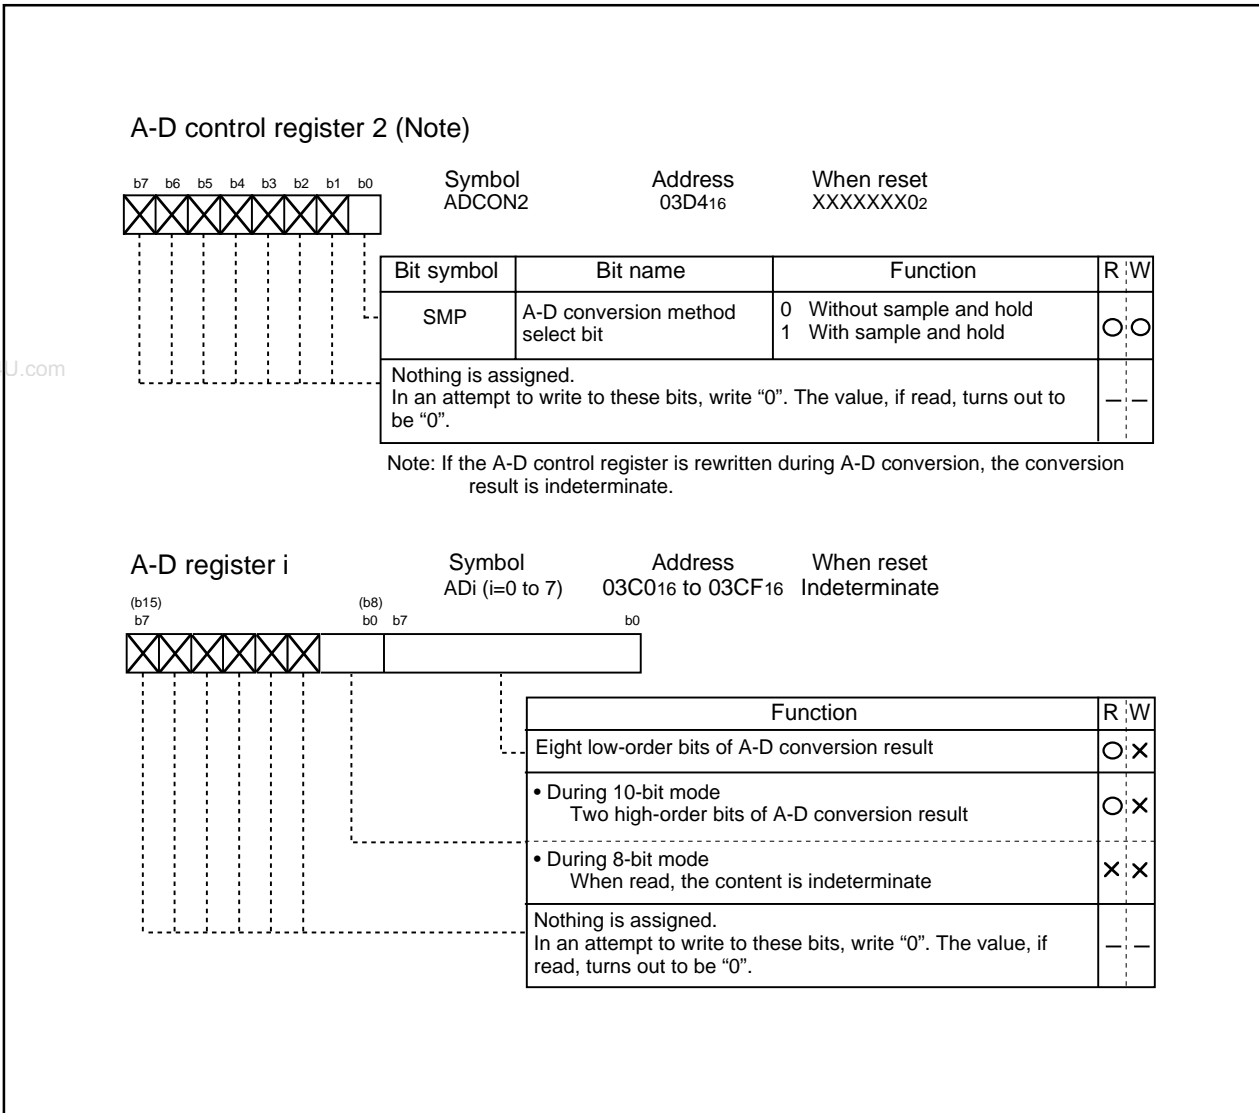 A-D control register 2 (Note)
b7 b6 b5 b4 b3 b2 b1 b0
Symbol Address When reset
ADCON2 03D416 XXXXXXX02
Bit symbol Bit name Function R W
SMP A-D conversion method select bit 0 Without sample and hold
1 With sample and hold
Nothing is assigned.
In an attempt to write to these bits, write “0”. The value, if read, turns out to
be “0”.
U.com
Note: If the A-D control register is rewritten during A-D conversion, the conversion
result is indeterminate.
A-D register i
Symbol Address When reset
ADi (i=0 to 7) 03C016 to 03CF16 Indeterminate
(b15) (b8)
b7 b0 b7 b0
Function R W
Eight low-order bits of A-D conversion result
• During 10-bit mode
Two high-order bits of A-D conversion result
• During 8-bit mode
When read, the content is indeterminate
Nothing is assigned.
In an attempt to write to these bits, write “0”. The value, if
read, turns out to be “0”.